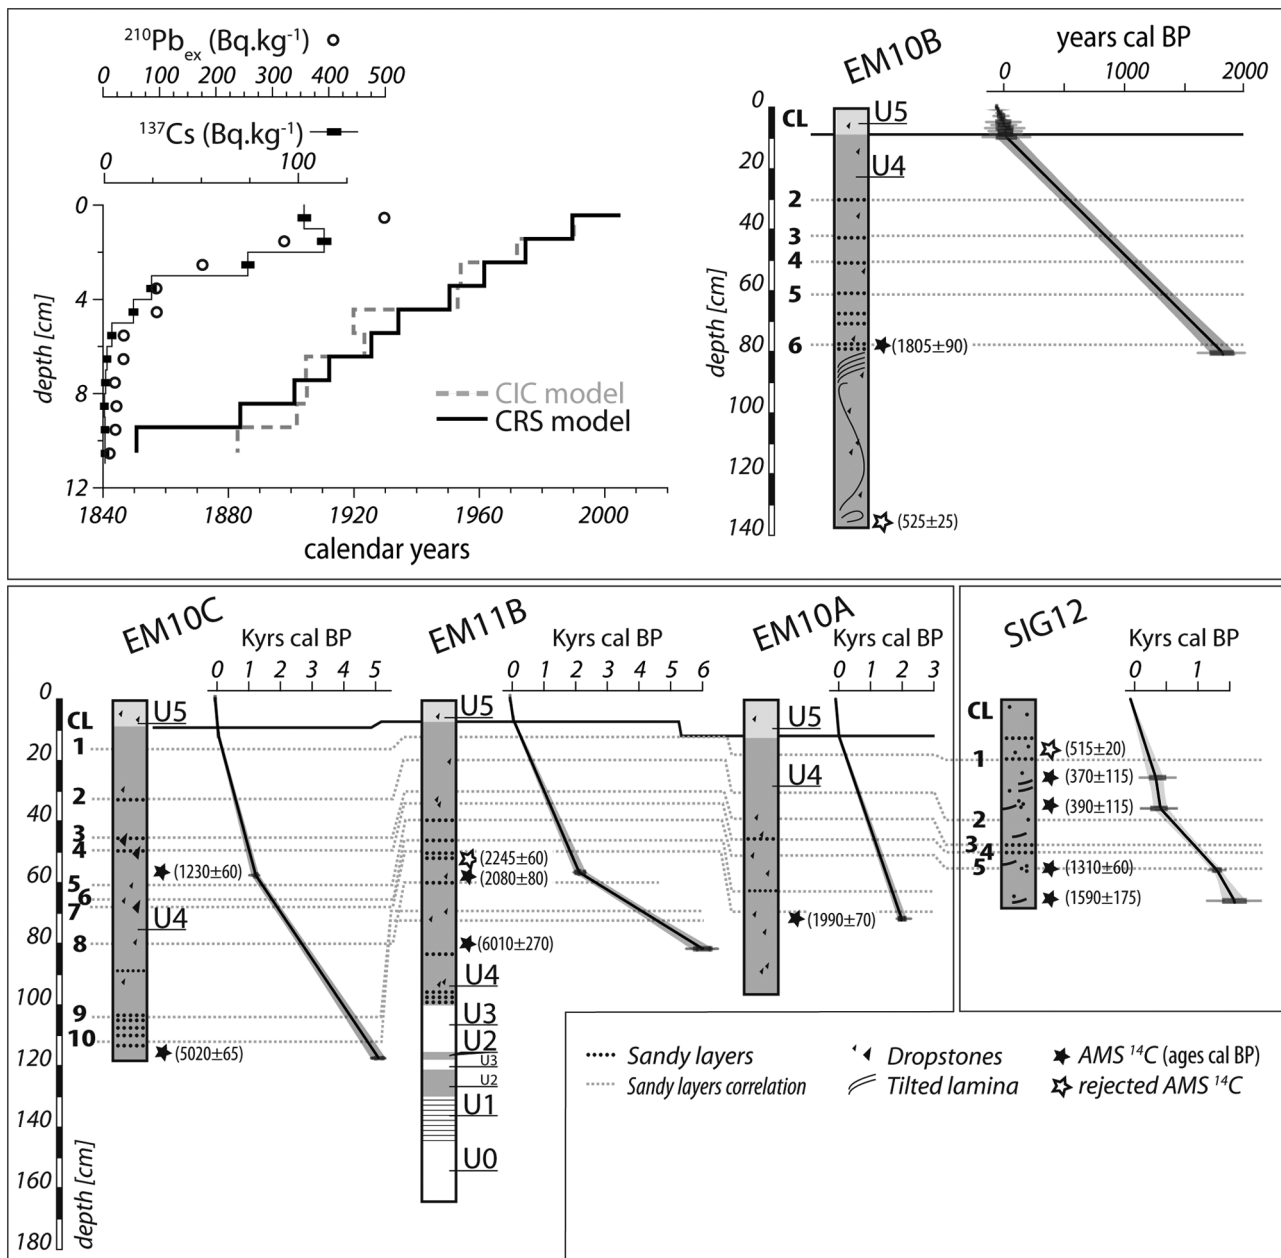 ²¹⁰Pbₑₓ (Bq.kg⁻¹)
0 100 200 300 400 500
¹³⁷Cs (Bq.kg⁻¹)
0 100
0
4
8
12
depth [cm]
CIC model
CRS model
1840 1880 1920 1960 2000
calendar years
EM10B
years cal BP
0 1000 2000
0
20
40
60
80
100
120
140
depth [cm]
CL
2
3
4
5
6
U5
U4
(1805±90)
(525±25)
EM10C
Kyrs cal BP
0 1 2 3 4 5
EM11B
Kyrs cal BP
0 1 2 3 4 5 6
EM10A
Kyrs cal BP
0 1 2 3
SIG12
Kyrs cal BP
0 1
0
20
40
60
80
100
120
140
160
180
depth [cm]
CL
1
2
3
4
5
6
7
8
9
10
U5
U4
(1230±60)
(5020±65)
U5
(2245±60)
(2080±80)
(6010±270)
U4
U3
U2
U3
U2
U1
U0
U5
U4
(1990±70)
CL
1
2
3
4
5
(515±20)
(370±115)
(390±115)
(1310±60)
(1590±175)
Sandy layers
Sandy layers correlation
Dropstones
Tilted lamina
AMS ¹⁴C (ages cal BP)
rejected AMS ¹⁴C